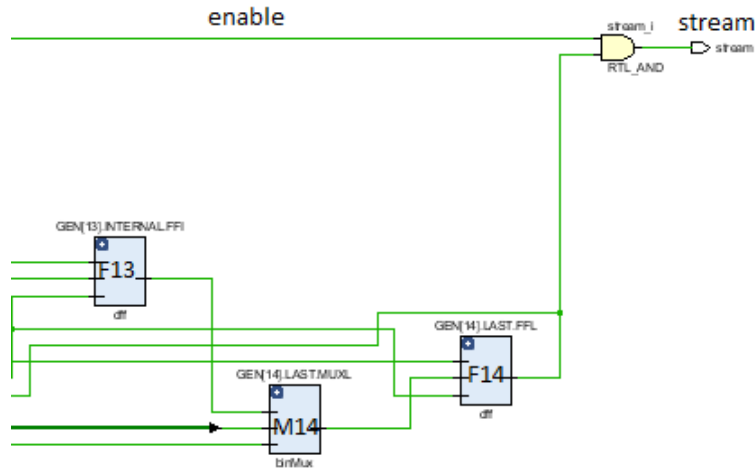 enable
stream_i
stream
stream
RTL_AND
GEN[13].INTERNAL.FFI
F13
dff
GEN[14].LAST.FFL
F14
dff
GEN[14].LAST.MUXL
M14
binMux